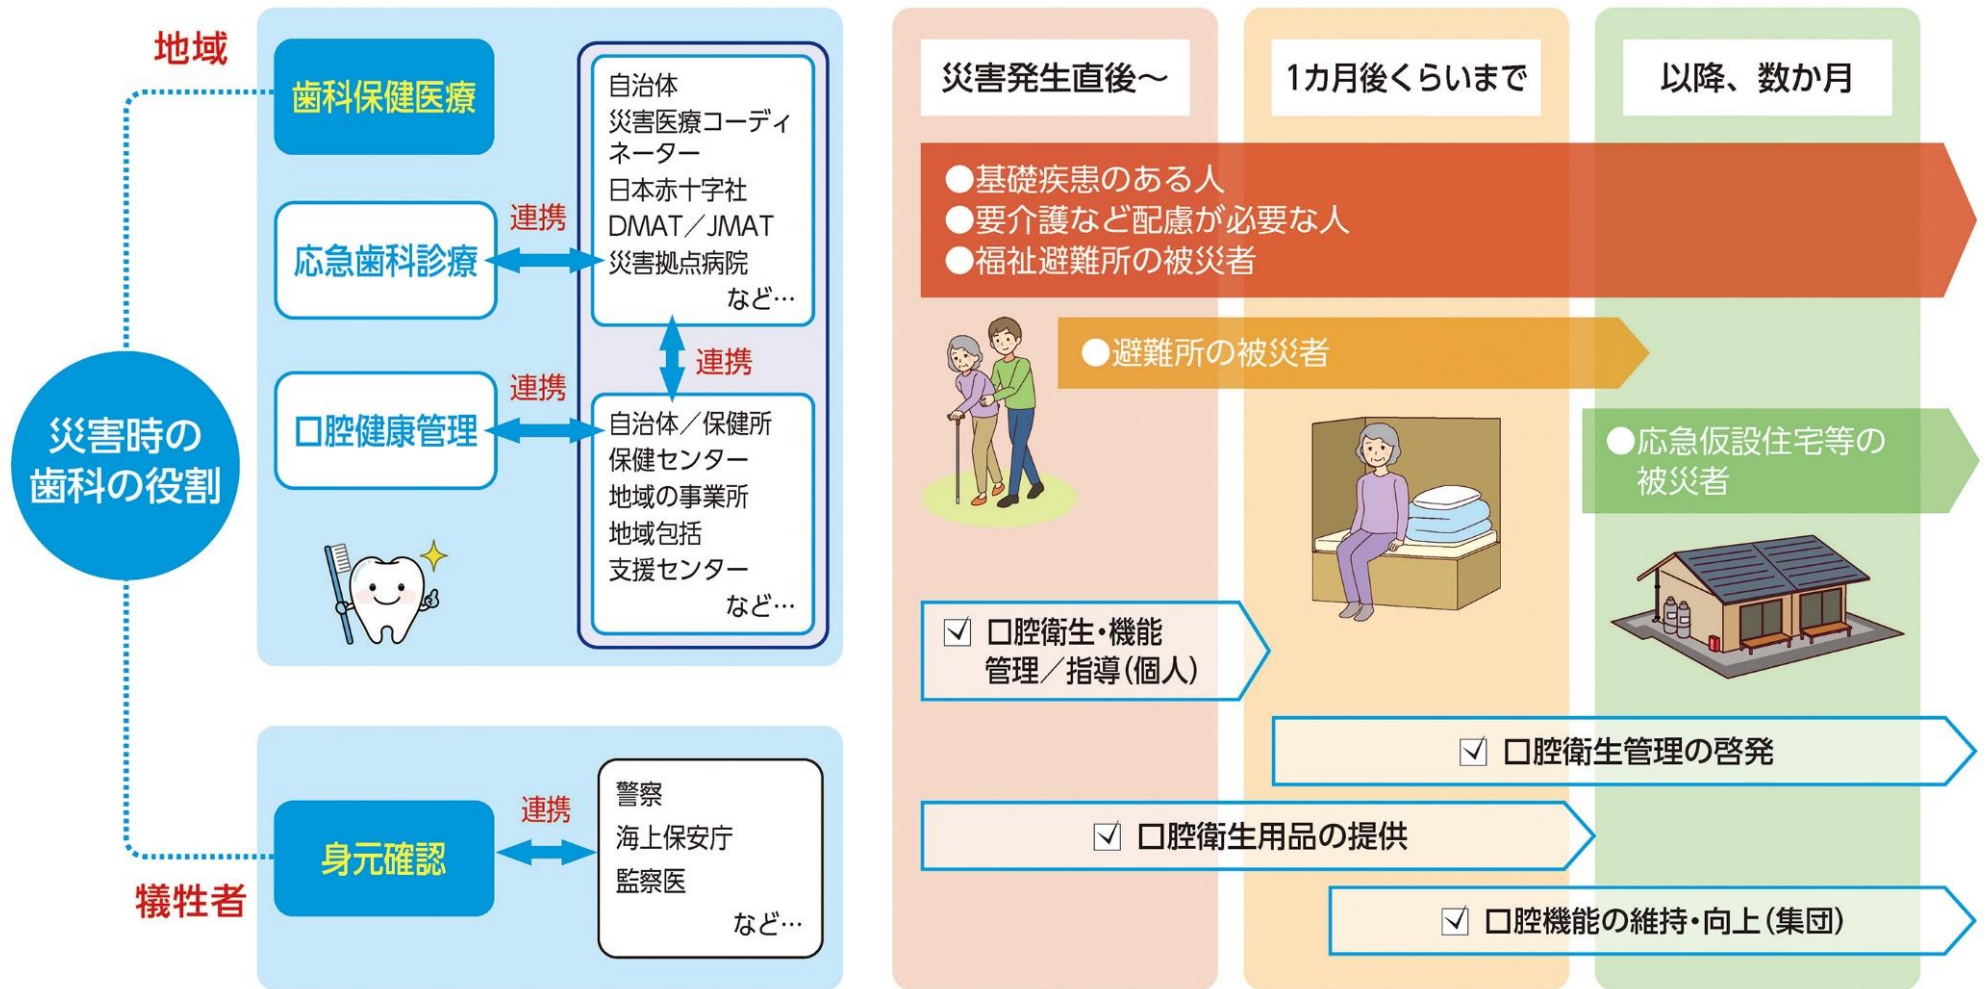 地域
歯科保健医療
応急歯科診療
連携
自治体
災害医療コーディ
ネーター
日本赤十字社
DMAT／JMAT
災害拠点病院
など…
連携
口腔健康管理
連携
自治体／保健所
保健センター
地域の事業所
地域包括
支援センター
など…
災害時の
歯科の役割
犠牲者
身元確認
連携
警察
海上保安庁
監察医
など…
災害発生直後～
1カ月後くらいまで
以降、数か月
●基礎疾患のある人
●要介護など配慮が必要な人
●福祉避難所の被災者
●避難所の被災者
●応急仮設住宅等の
被災者
口腔衛生・機能
管理／指導（個人）
口腔衛生管理の啓発
口腔衛生用品の提供
口腔機能の維持・向上（集団）